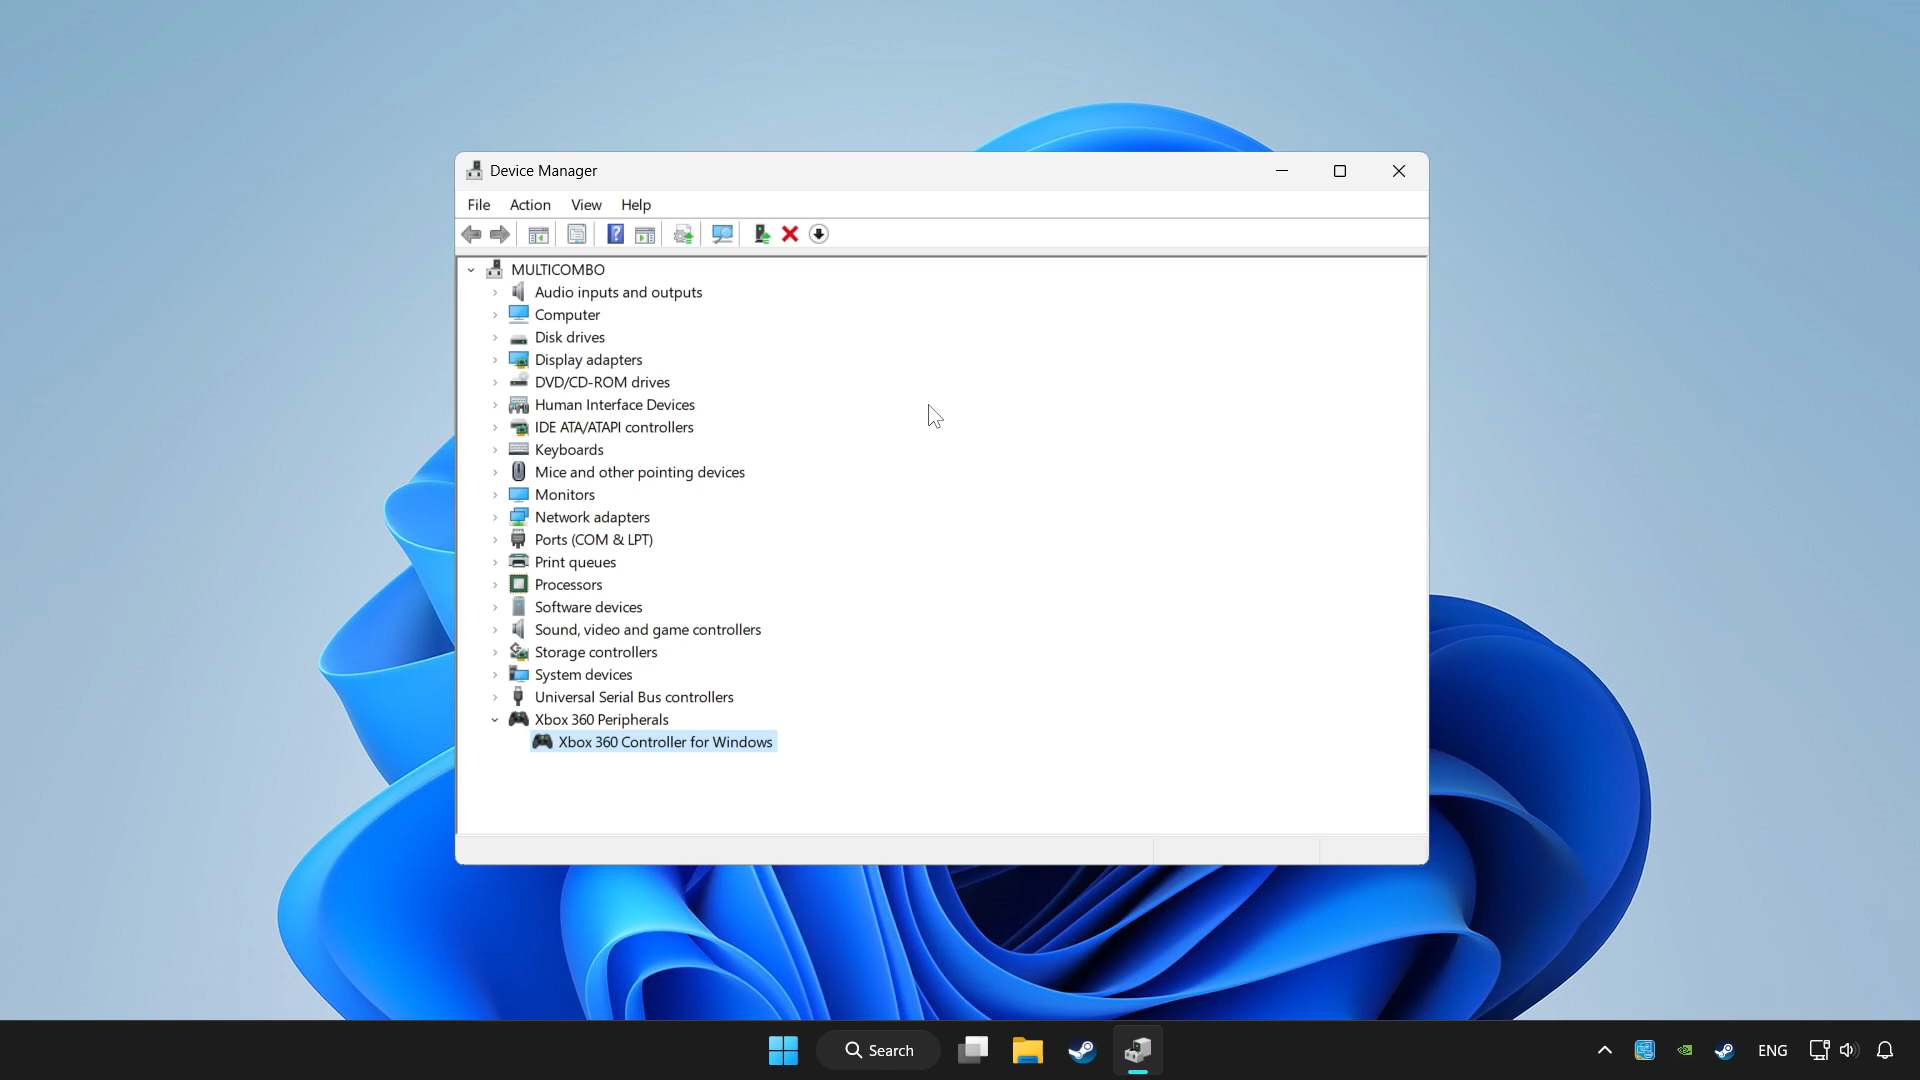 Device Manager
File Action View Help
MULTICOMBO
Audio inputs and outputs
Computer
Disk drives
Display adapters
DVD/CD-ROM drives
Human Interface Devices
IDE ATA/ATAPI controllers
Keyboards
Mice and other pointing devices
Monitors
Network adapters
Ports (COM & LPT)
Print queues
Processors
Software devices
Sound, video and game controllers
Storage controllers
System devices
Universal Serial Bus controllers
Xbox 360 Peripherals
Xbox 360 Controller for Windows
Search
ENG